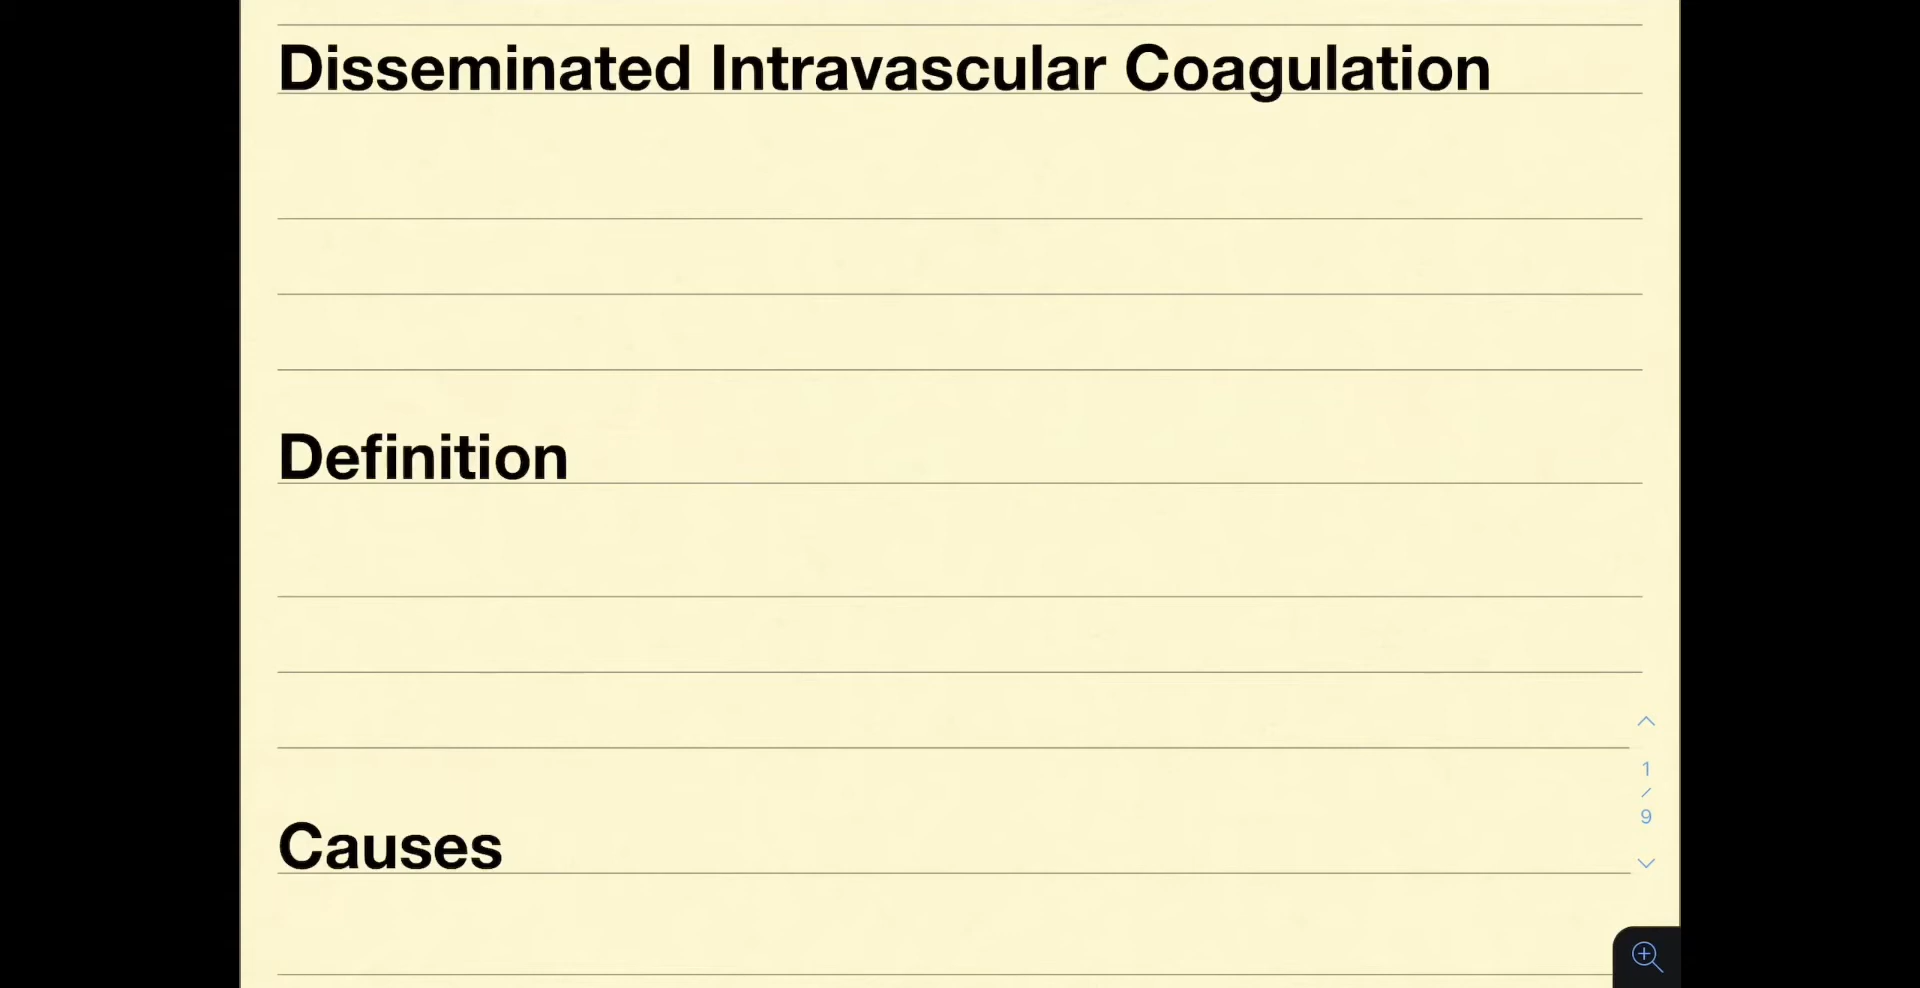 Disseminated Intravascular Coagulation
Definition
Causes
1
/
9